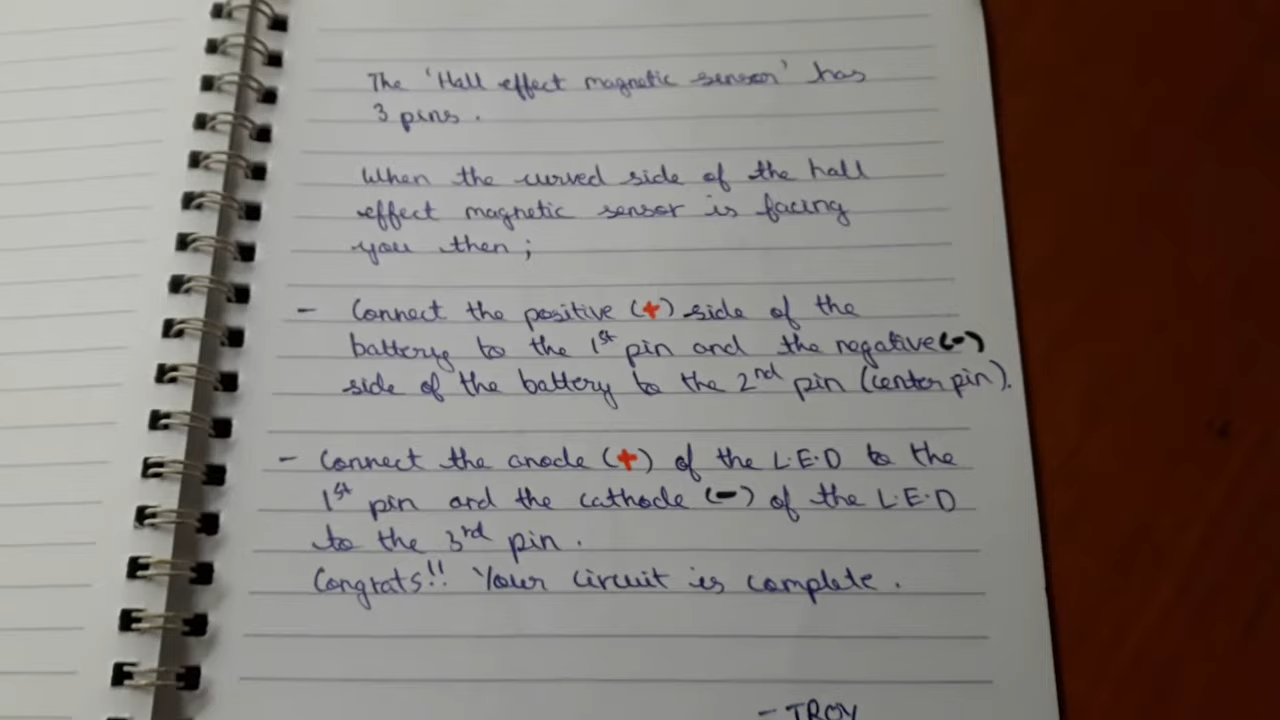 The 'Hall effect magnetic sensor' has
3 pins.
When the curved side of the hall
effect magnetic sensor is facing
you then;
- Connect the positive (+) side of the
battery to the 1st pin and the negative (-)
side of the battery to the 2nd pin (center pin).
- Connect the anode (+) of the L.E.D to the
1st pin and the cathode (-) of the L.E.D
to the 3rd pin.
Congrats!! Your circuit is complete.
- TROY